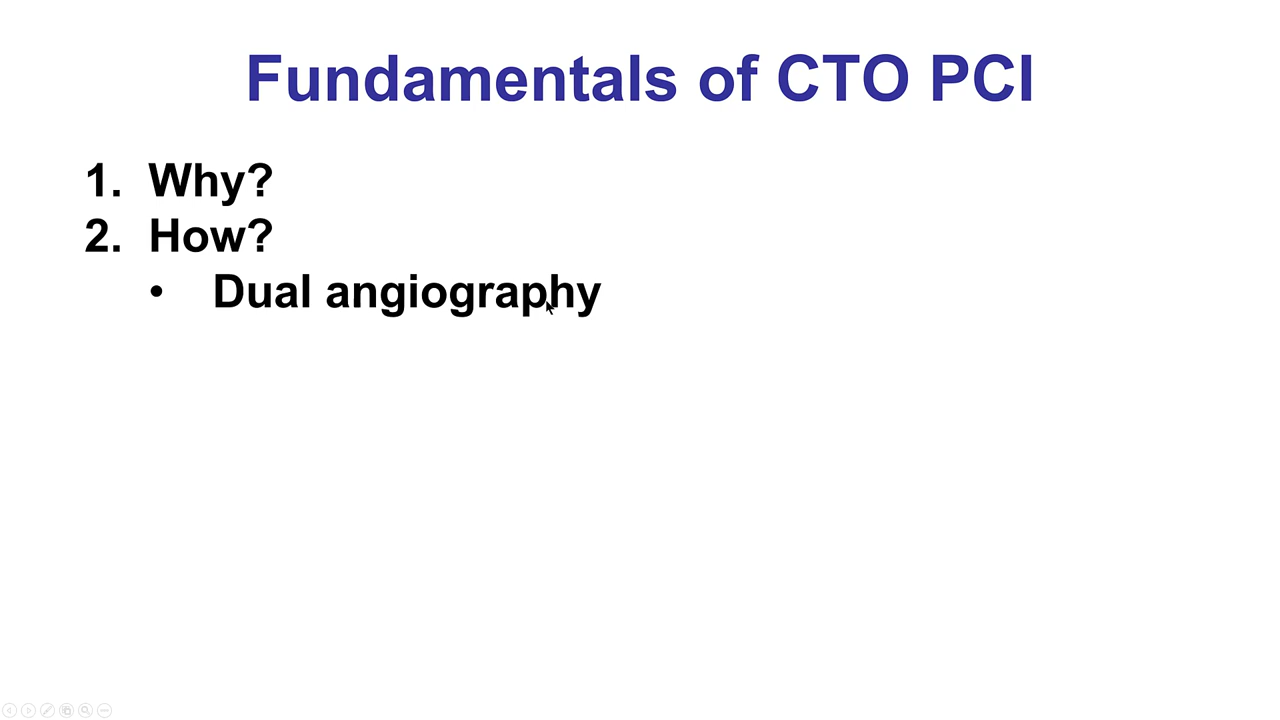 Fundamentals of CTO PCI
1. Why?
2. How?
• Dual angiography